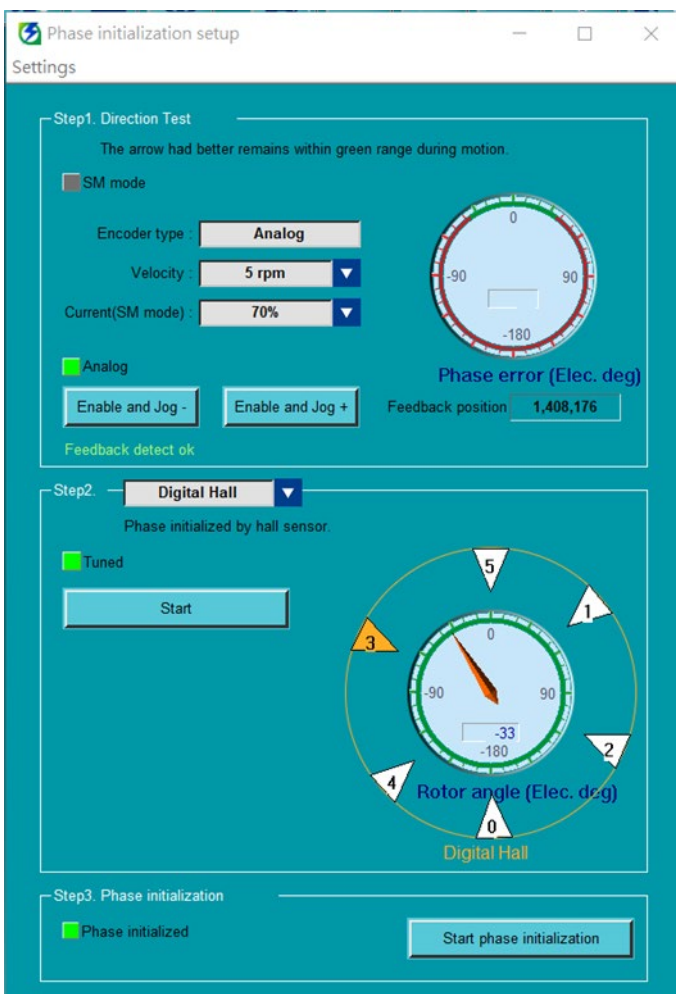 Phase initialization setup
Settings
Step1. Direction Test
The arrow had better remains within green range during motion.
SM mode
Encoder type : Analog
Velocity : 5 rpm
Current(SM mode) : 70%
0
-90 90
-180
Phase error (Elec. deg)
Analog
Enable and Jog - Enable and Jog + Feedback position 1,408,176
Feedback detect ok
Step2. Digital Hall
Phase initialized by hall sensor.
Tuned
Start
5
1
3
0
-90 90
-33
-180
2
4
Rotor angle (Elec. deg)
0
Digital Hall
Step3. Phase initialization
Phase initialized
Start phase initialization